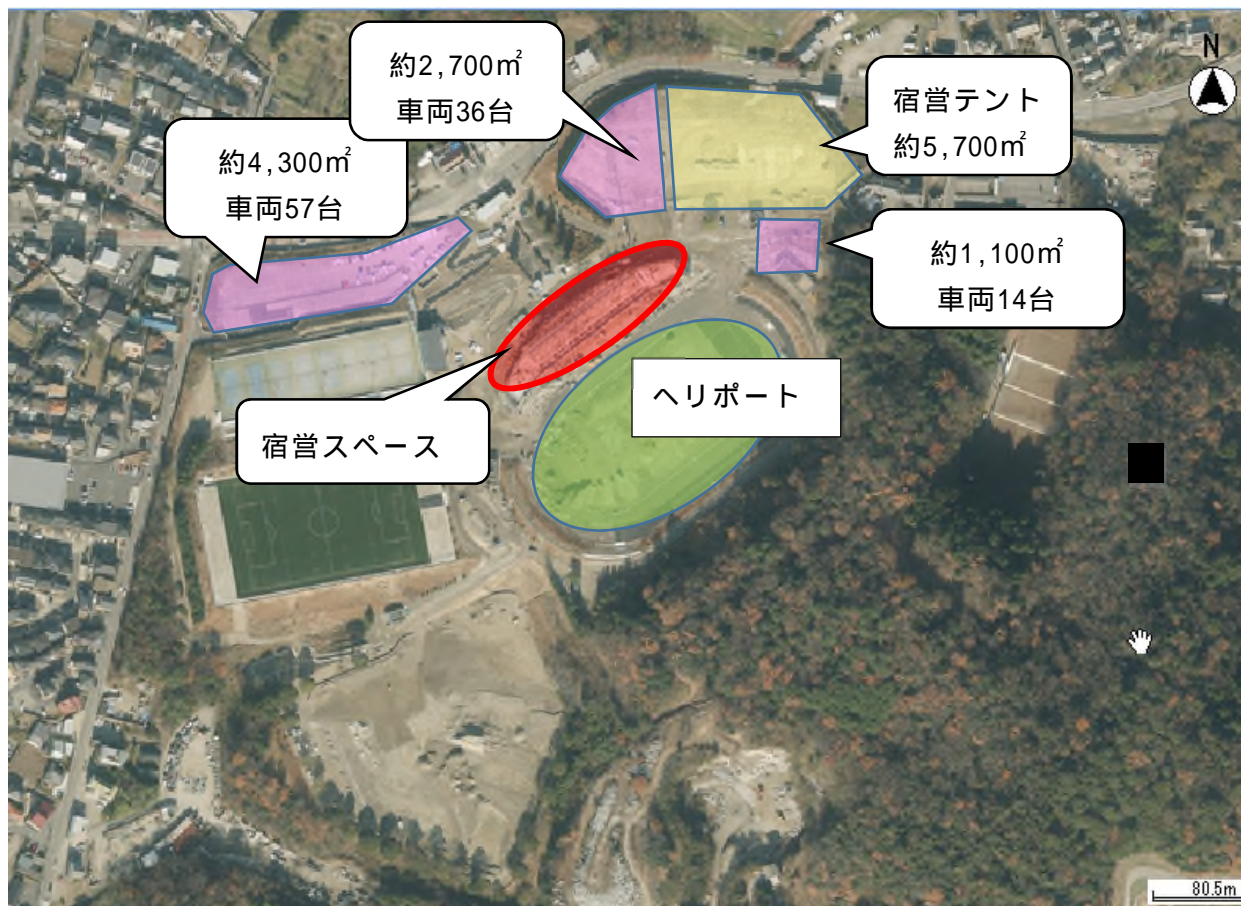 N
約2,700㎡
車両36台
宿営テント
約5,700㎡
約4,300㎡
車両57台
約1,100㎡
車両14台
ヘリポート
宿営スペース
80.5m